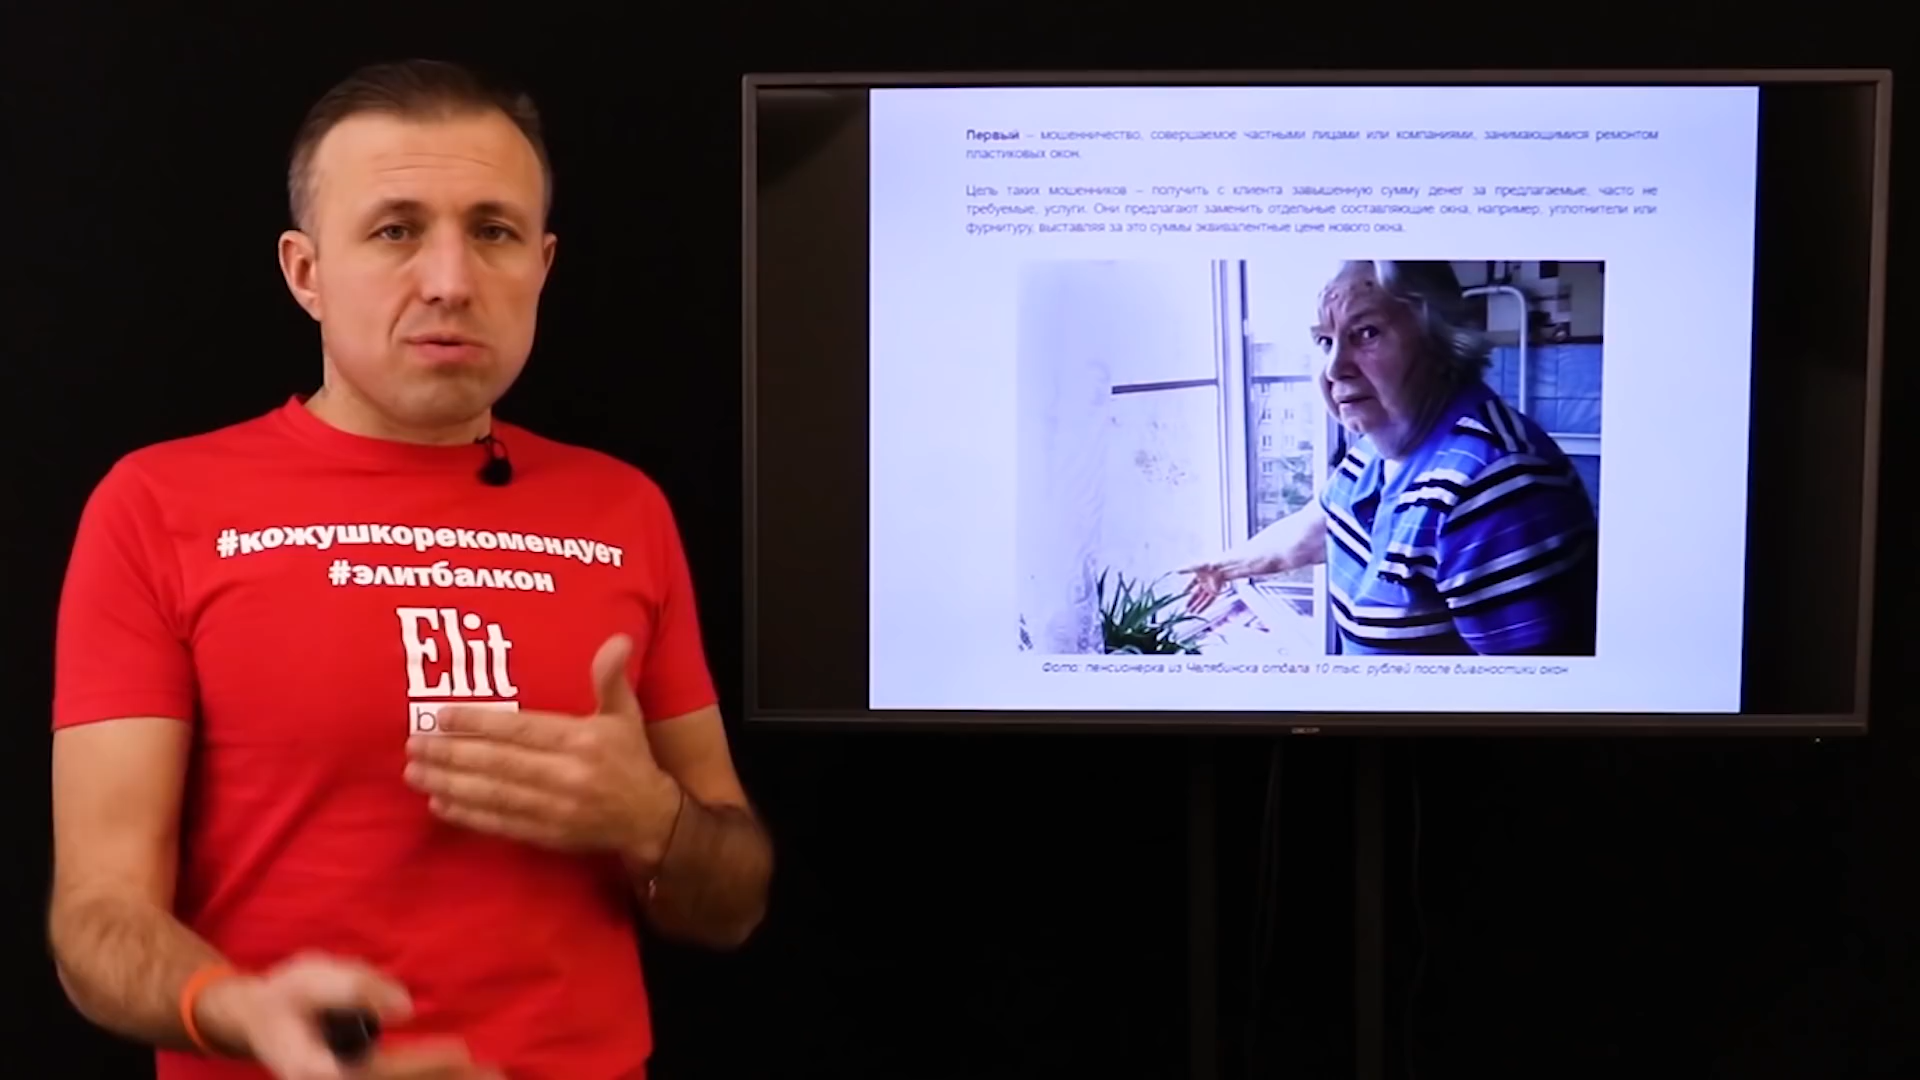 #кожушкорекомендует
#элитбалкон
Elit
Первый – мошенничество, совершаемое частными лицами или компаниями, занимающимися ремонтом
пластиковых окон.
Цель таких мошенников – получить с клиента завышенную сумму денег за предлагаемые, часто не
требуемые, услуги. Они предлагают заменить отдельные составляющие окна, например, уплотнители или
фурнитуру, выставляя за это суммы эквивалентные цене нового окна.
Фото: пенсионерка из Челябинска отдала 10 тыс. рублей после диагностики окон